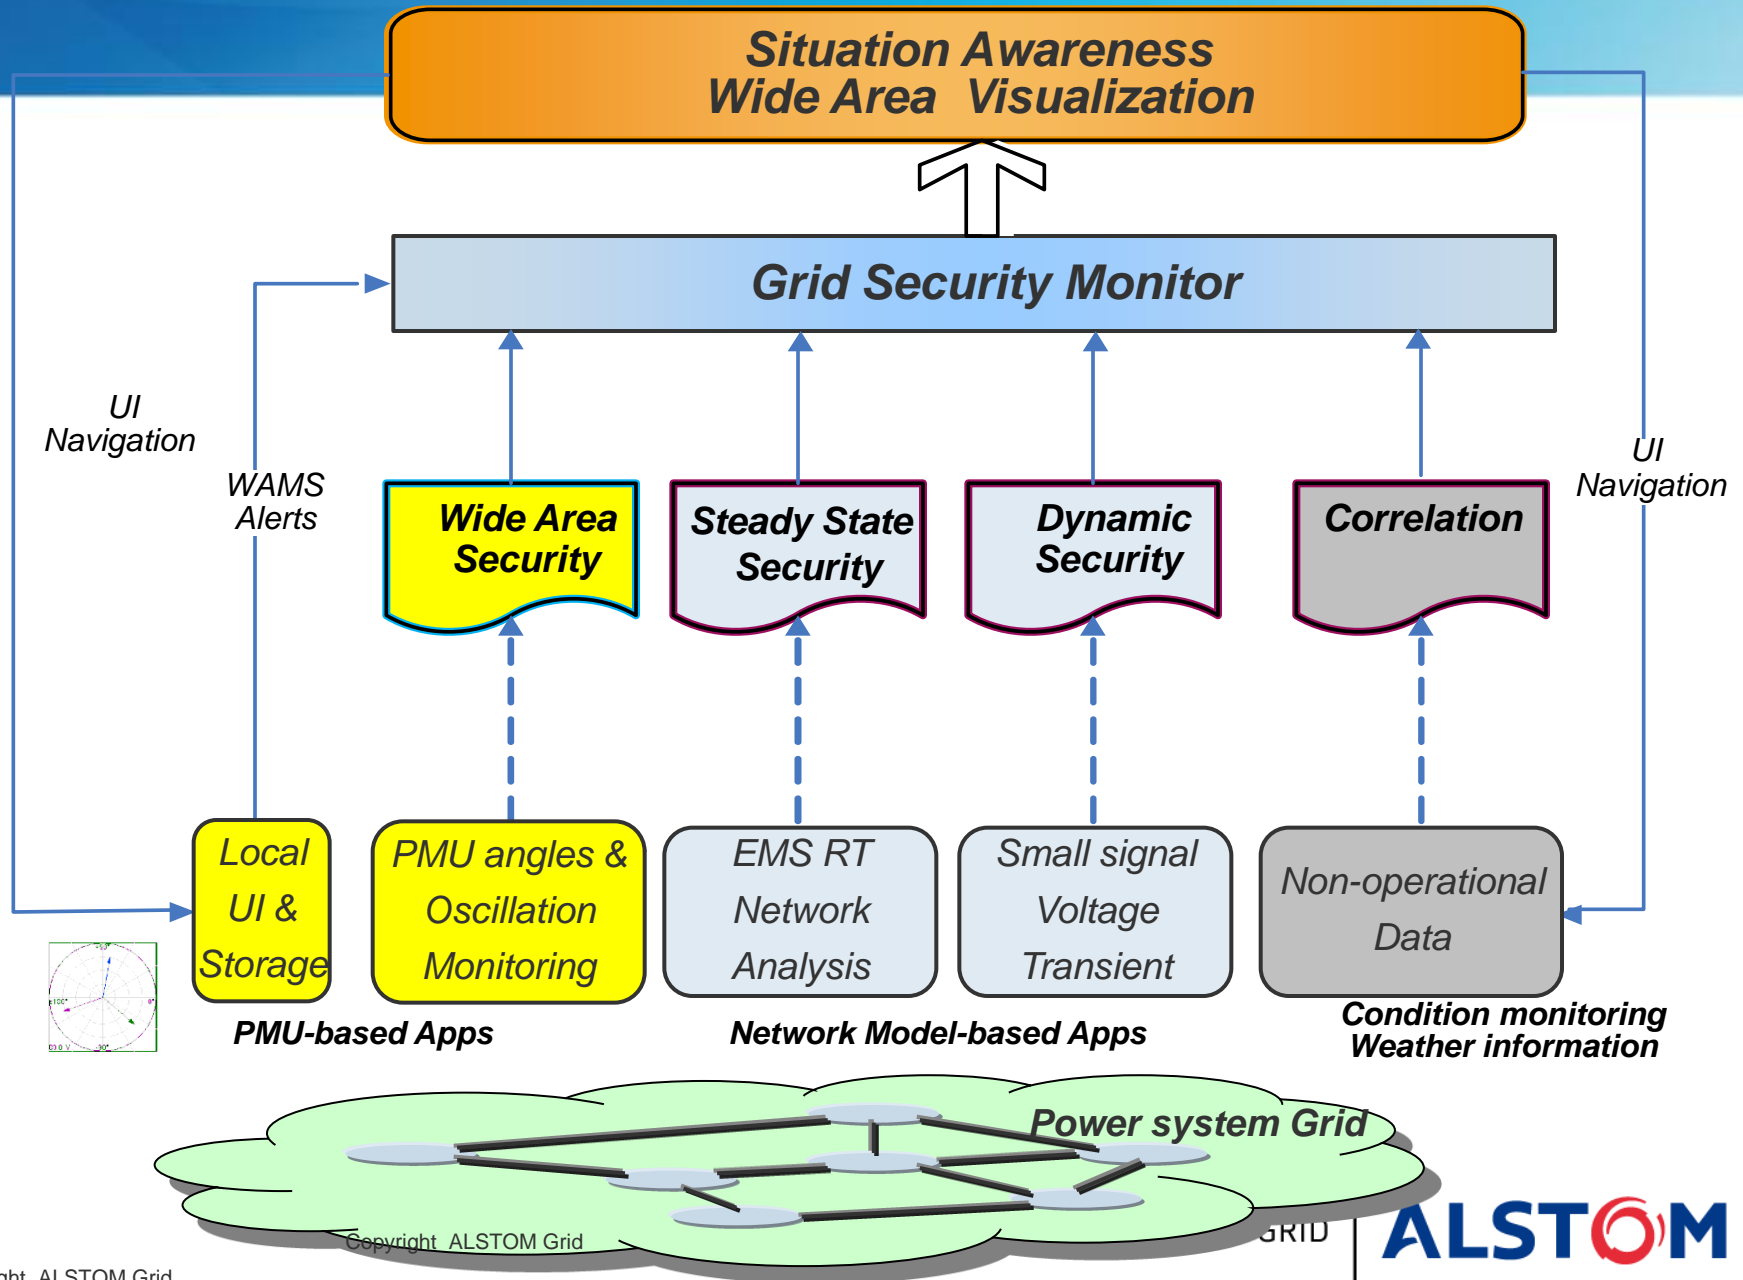 Situation Awareness
Wide Area Visualization
Grid Security Monitor
UI
Navigation
WAMS
Alerts
UI
Navigation
Wide Area
Security
Steady State
Security
Dynamic
Security
Correlation
Local
UI &
Storage
PMU angles &
Oscillation
Monitoring
EMS RT
Network
Analysis
Small signal
Voltage
Transient
Non-operational
Data
PMU-based Apps
Network Model-based Apps
Condition monitoring
Weather information
Power system Grid
Copyright ALSTOM Grid
GRID
ALSTOM
ght ALSTOM Grid